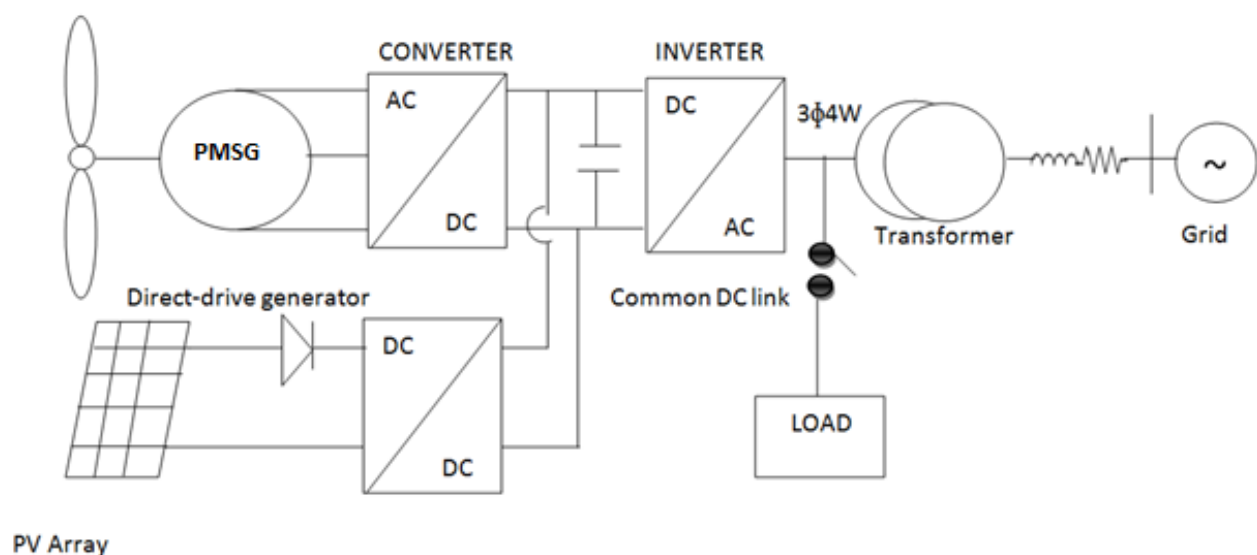 CONVERTER
INVERTER
AC
DC
3ϕ4W
PMSG
DC
AC
Transformer
Grid
~
Direct-drive generator
Common DC link
DC
LOAD
DC
PV Array